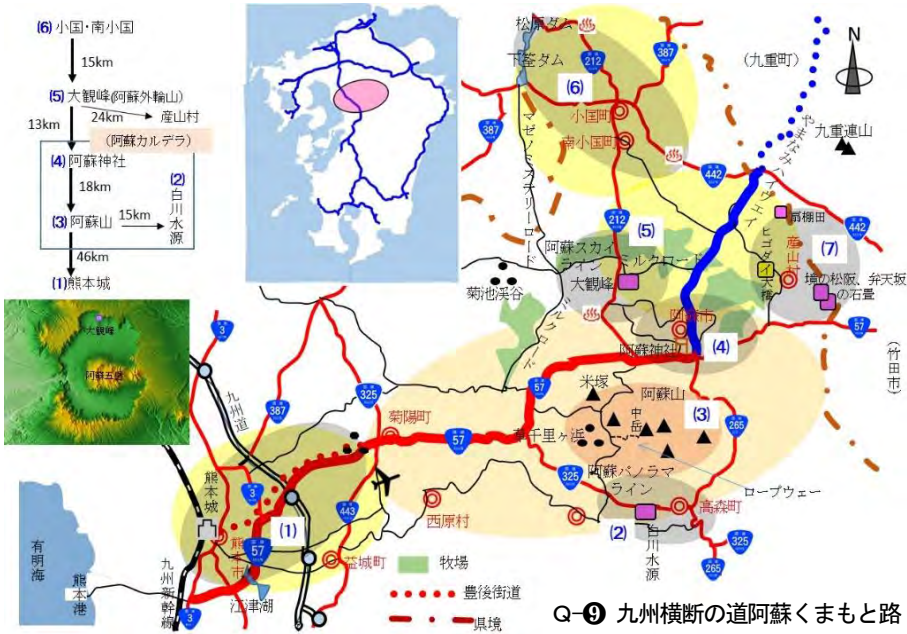 (6) 小国・南小国
15km
(5) 大観峰(阿蘇外輪山)
24km
産山村
13km
(阿蘇カルデラ)
(4) 阿蘇神社
18km
(2)
白川水源
(3) 阿蘇山
15km
46km
(1)熊本城
大観峰
阿蘇五岳
松原ダム
下筌ダム
212
387
(6)
(九重町)
N
小国町
南小国町
387
マゼノミステリーロード
やまなみハイウェイ
九重連山
442
212
(5)
阿蘇スカイ
ライン
ミルクロード
大観峰
菊池渓谷
ミルクロード
扇棚田
ヒゴタイ大橋
産山村
(7)
442
境の松阪、弁天坂
の石畳
57
(竹田市)
阿蘇市
阿蘇神社
(4)
3
387
九州道
325
菊陽町
57
57
米塚
阿蘇山
中岳
(3)
草千里ヶ浜
265
325
阿蘇パノラマ
ライン
ロープウェー
高森町
(2)
白川水源
325
265
熊本城
3
(1)
443
西原村
熊本市
57
益城町
江津湖
有明海
熊本港
九州新幹線
3
牧場
豊後街道
県境
Q-❾ 九州横断の道阿蘇くまもと路